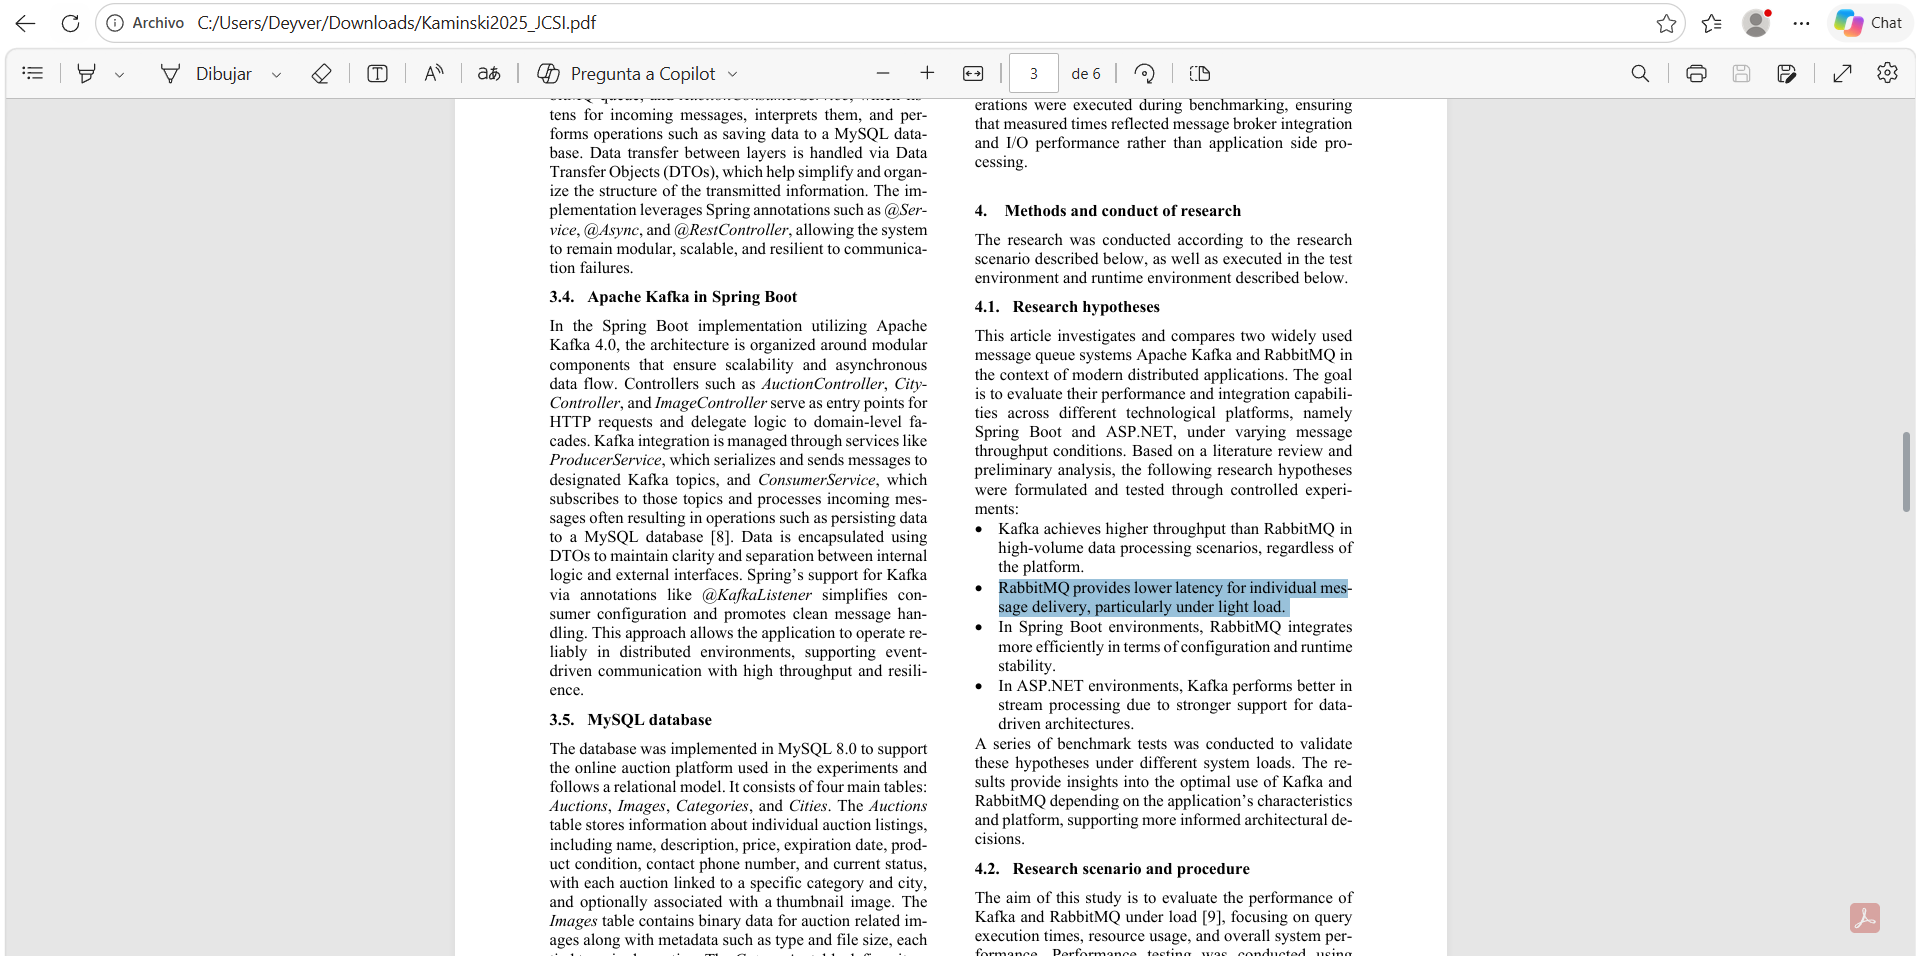 Archivo C:/Users/Deyver/Downloads/Kaminski2025_JCSI.pdf
Chat
Dibujar
Pregunta a Copilot
3 de 6
tens for incoming messages, interprets them, and per-
forms operations such as saving data to a MySQL data-
base. Data transfer between layers is handled via Data
Transfer Objects (DTOs), which help simplify and organ-
ize the structure of the transmitted information. The im-
plementation leverages Spring annotations such as @Ser-
vice, @Async, and @RestController, allowing the system
to remain modular, scalable, and resilient to communica-
tion failures.
3.4. Apache Kafka in Spring Boot
In the Spring Boot implementation utilizing Apache
Kafka 4.0, the architecture is organized around modular
components that ensure scalability and asynchronous
data flow. Controllers such as AuctionController, City-
Controller, and ImageController serve as entry points for
HTTP requests and delegate logic to domain-level fa-
cades. Kafka integration is managed through services like
ProducerService, which serializes and sends messages to
designated Kafka topics, and ConsumerService, which
subscribes to those topics and processes incoming mes-
sages often resulting in operations such as persisting data
to a MySQL database [8]. Data is encapsulated using
DTOs to maintain clarity and separation between internal
logic and external interfaces. Spring's support for Kafka
via annotations like @KafkaListener simplifies con-
sumer configuration and promotes clean message han-
dling. This approach allows the application to operate re-
liably in distributed environments, supporting event-
driven communication with high throughput and resili-
ence.
3.5. MySQL database
The database was implemented in MySQL 8.0 to support
the online auction platform used in the experiments and
follows a relational model. It consists of four main tables:
Auctions, Images, Categories, and Cities. The Auctions
table stores information about individual auction listings,
including name, description, price, expiration date, prod-
uct condition, contact phone number, and current status,
with each auction linked to a specific category and city,
and optionally associated with a thumbnail image. The
Images table contains binary data for auction related im-
ages along with metadata such as type and file size, each
erations were executed during benchmarking, ensuring
that measured times reflected message broker integration
and I/O performance rather than application side pro-
cessing.
4. Methods and conduct of research
The research was conducted according to the research
scenario described below, as well as executed in the test
environment and runtime environment described below.
4.1. Research hypotheses
This article investigates and compares two widely used
message queue systems Apache Kafka and RabbitMQ in
the context of modern distributed applications. The goal
is to evaluate their performance and integration capabili-
ties across different technological platforms, namely
Spring Boot and ASP.NET, under varying message
throughput conditions. Based on a literature review and
preliminary analysis, the following research hypotheses
were formulated and tested through controlled experi-
ments:
• Kafka achieves higher throughput than RabbitMQ in
high-volume data processing scenarios, regardless of
the platform.
• RabbitMQ provides lower latency for individual mes-
sage delivery, particularly under light load.
• In Spring Boot environments, RabbitMQ integrates
more efficiently in terms of configuration and runtime
stability.
• In ASP.NET environments, Kafka performs better in
stream processing due to stronger support for data-
driven architectures.
A series of benchmark tests was conducted to validate
these hypotheses under different system loads. The re-
sults provide insights into the optimal use of Kafka and
RabbitMQ depending on the application's characteristics
and platform, supporting more informed architectural de-
cisions.
4.2. Research scenario and procedure
The aim of this study is to evaluate the performance of
Kafka and RabbitMQ under load [9], focusing on query
execution times, resource usage, and overall system per-
formance. Performance testing was conducted using